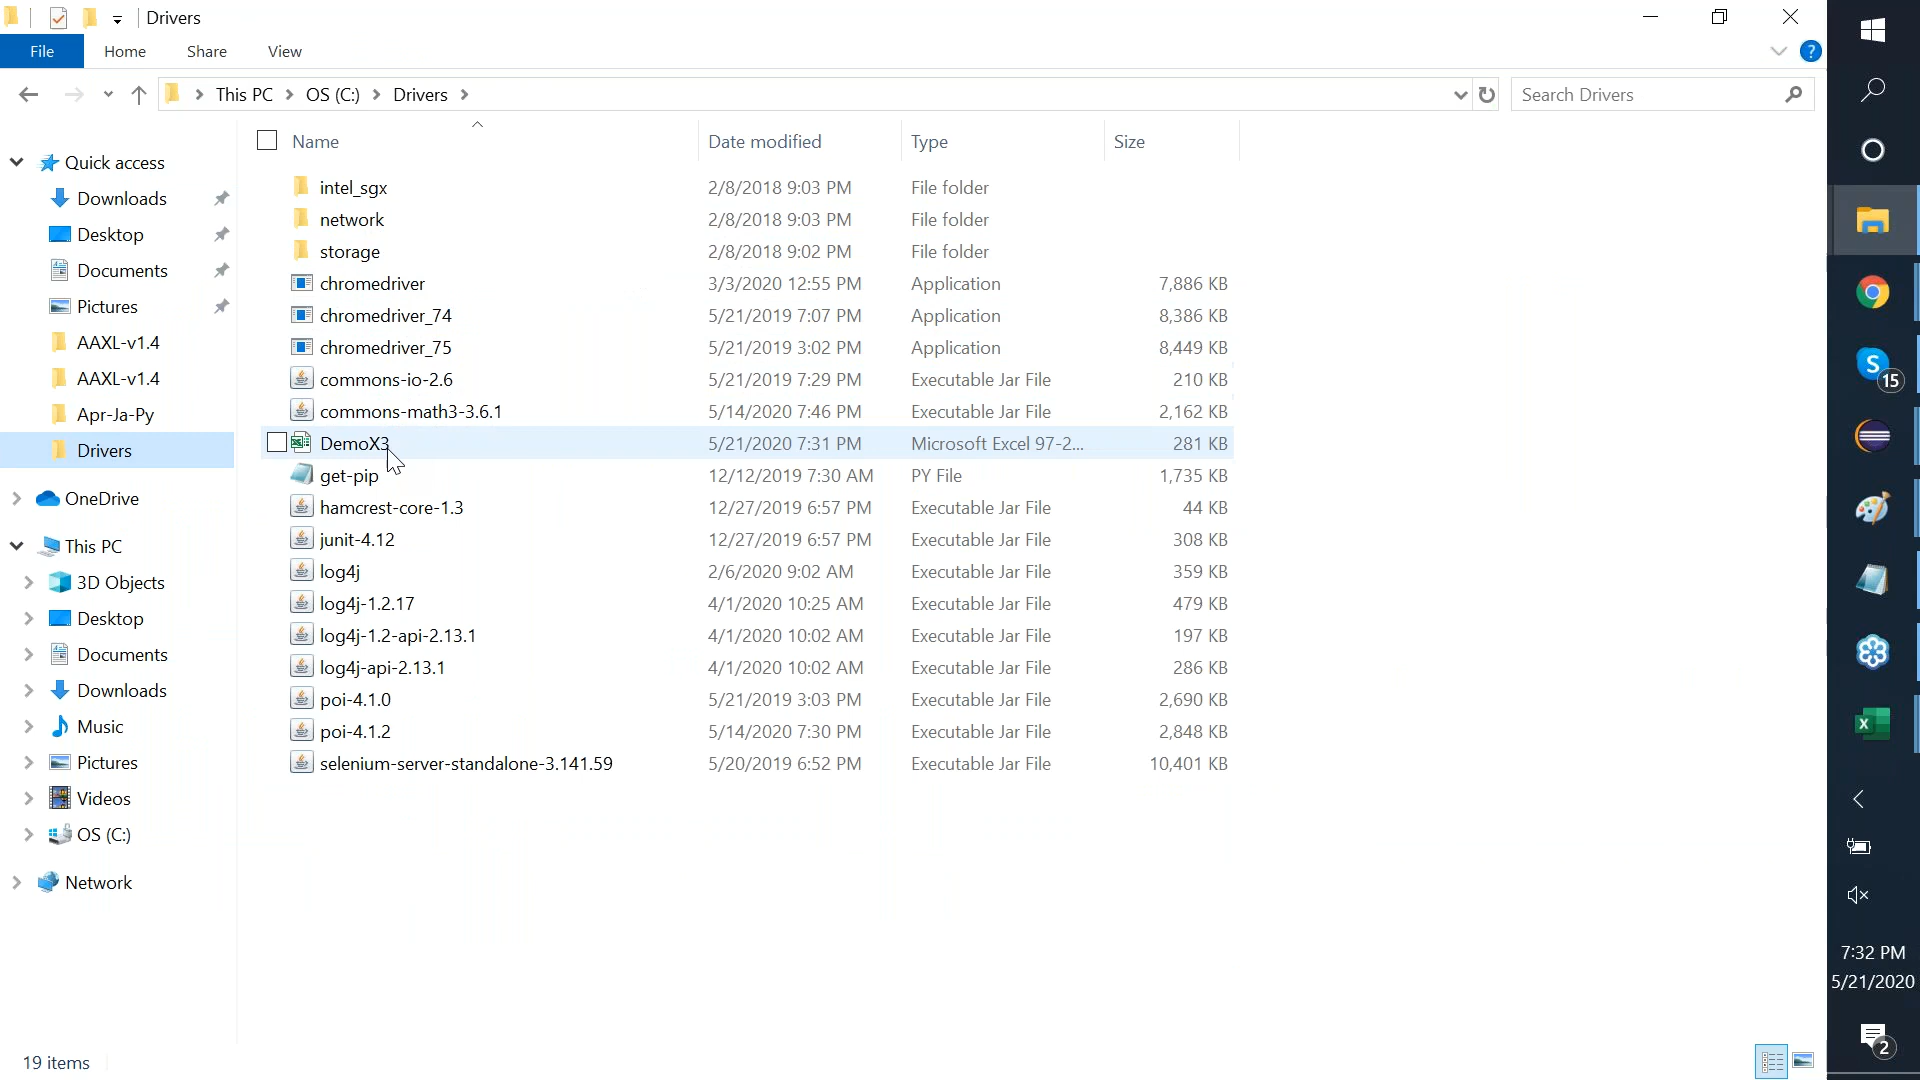 Drivers
File Home Share View
This PC OS (C:) Drivers Search Drivers
Name Date modified Type Size
Quick access
Downloads
Desktop
Documents
Pictures
AAXL-v1.4
AAXL-v1.4
Apr-Ja-Py
Drivers
OneDrive
This PC
3D Objects
Desktop
Documents
Downloads
Music
Pictures
Videos
OS (C:)
Network
intel_sgx 2/8/2018 9:03 PM File folder
network 2/8/2018 9:03 PM File folder
storage 2/8/2018 9:02 PM File folder
chromedriver 3/3/2020 12:55 PM Application 7,886 KB
chromedriver_74 5/21/2019 7:07 PM Application 8,386 KB
chromedriver_75 5/21/2019 3:02 PM Application 8,449 KB
commons-io-2.6 5/21/2019 7:29 PM Executable Jar File 210 KB
commons-math3-3.6.1 5/14/2020 7:46 PM Executable Jar File 2,162 KB
DemoX3 5/21/2020 7:31 PM Microsoft Excel 97-2... 281 KB
get-pip 12/12/2019 7:30 AM PY File 1,735 KB
hamcrest-core-1.3 12/27/2019 6:57 PM Executable Jar File 44 KB
junit-4.12 12/27/2019 6:57 PM Executable Jar File 308 KB
log4j 2/6/2020 9:02 AM Executable Jar File 359 KB
log4j-1.2.17 4/1/2020 10:25 AM Executable Jar File 479 KB
log4j-1.2-api-2.13.1 4/1/2020 10:02 AM Executable Jar File 197 KB
log4j-api-2.13.1 4/1/2020 10:02 AM Executable Jar File 286 KB
poi-4.1.0 5/21/2019 3:03 PM Executable Jar File 2,690 KB
poi-4.1.2 5/14/2020 7:30 PM Executable Jar File 2,848 KB
selenium-server-standalone-3.141.59 5/20/2019 6:52 PM Executable Jar File 10,401 KB
19 items
?
S
15
X
7:32 PM
5/21/2020
2